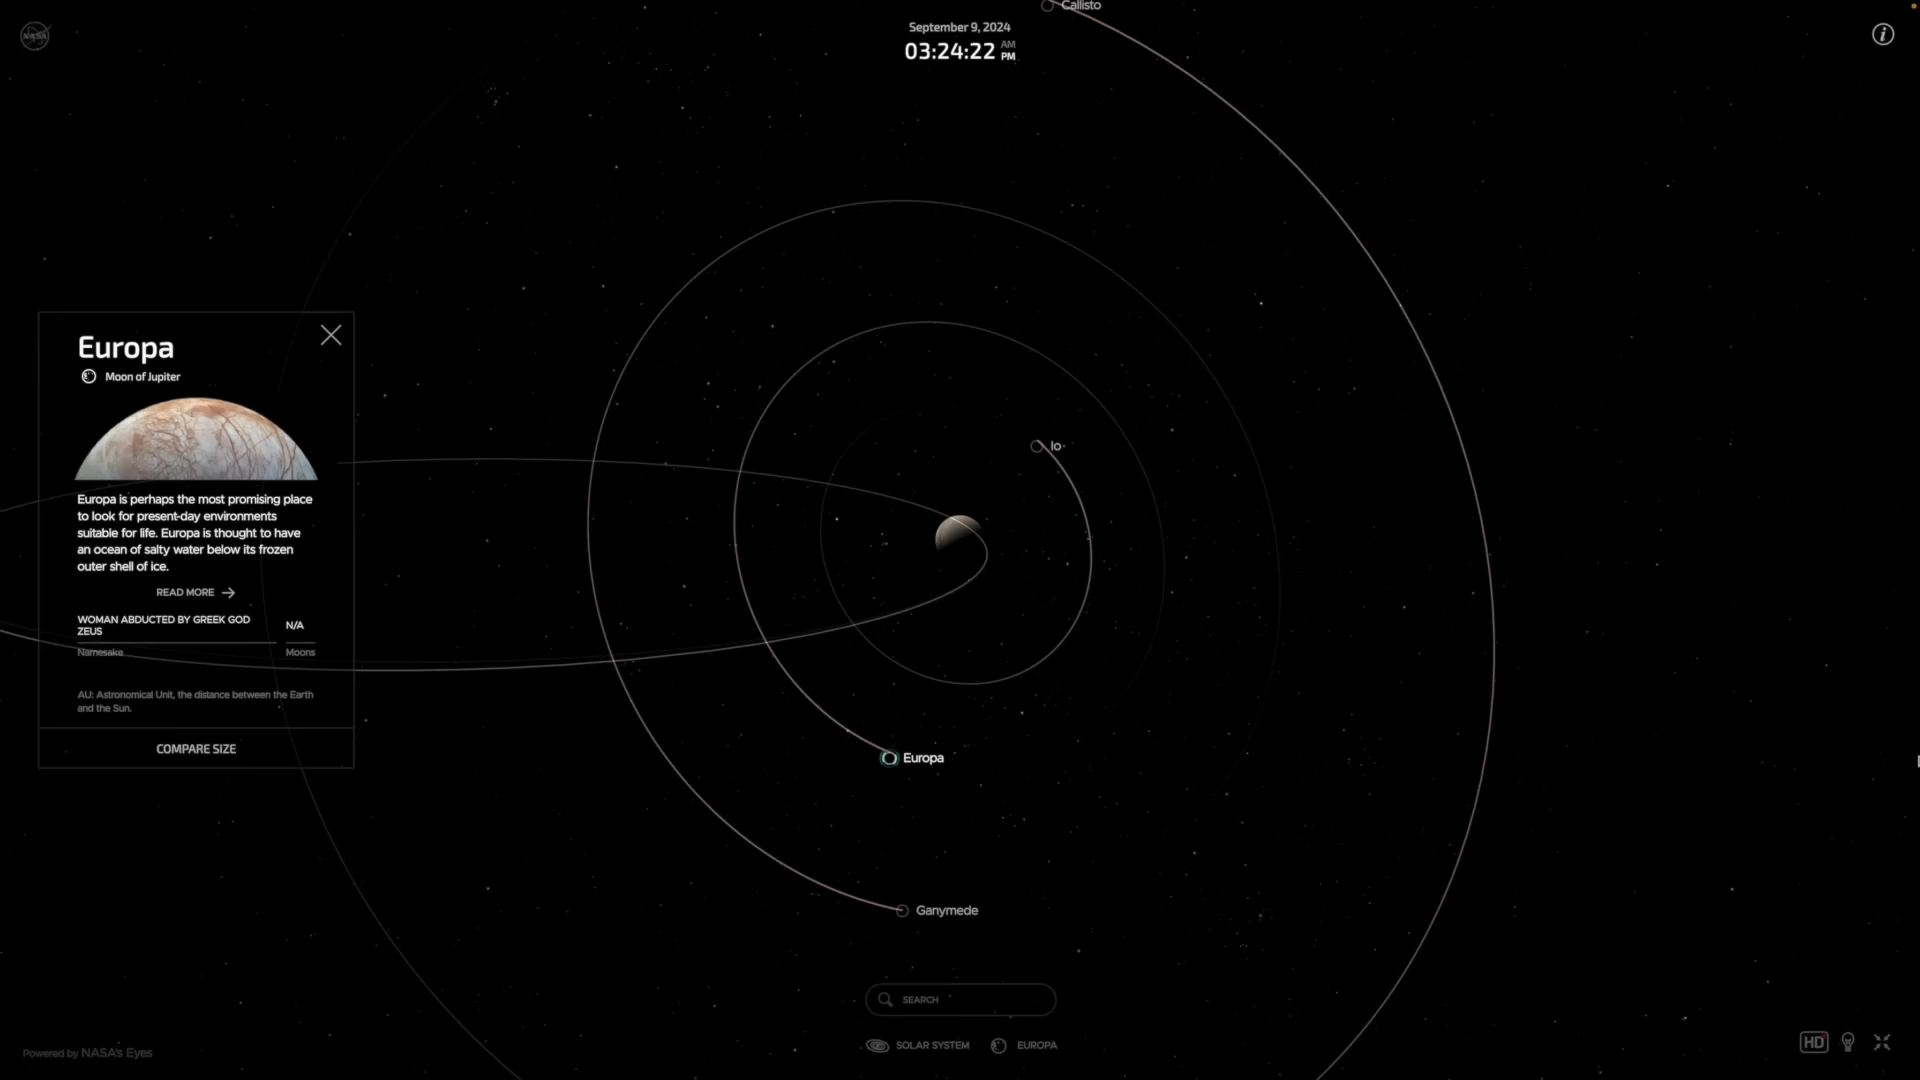 Callisto
NASA
September 9, 2024
03:24:22 AM
PM
Io
Europa
Moon of Jupiter
Europa is perhaps the most promising place
to look for present-day environments
suitable for life. Europa is thought to have
an ocean of salty water below its frozen
outer shell of ice.
READ MORE
WOMAN ABDUCTED BY GREEK GOD
ZEUS
N/A
Namesake
Moons
AU: Astronomical Unit, the distance between the Earth
and the Sun.
COMPARE SIZE
Europa
Ganymede
SEARCH
SOLAR SYSTEM
EUROPA
Powered by NASA's Eyes
HD